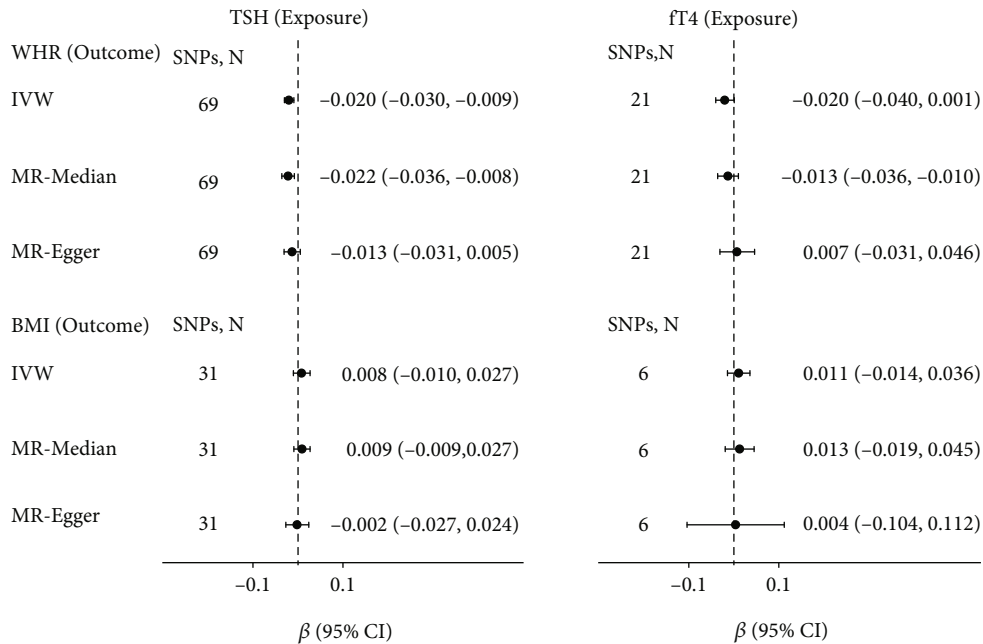 TSH (Exposure) fT4 (Exposure)
WHR (Outcome) SNPs, N SNPs,N
IVW 69 –0.020 (–0.030, –0.009) 21 –0.020 (–0.040, 0.001)
MR-Median 69 –0.022 (–0.036, –0.008) 21 –0.013 (–0.036, –0.010)
MR-Egger 69 –0.013 (–0.031, 0.005) 21 0.007 (–0.031, 0.046)
BMI (Outcome) SNPs, N SNPs, N
IVW 31 0.008 (–0.010, 0.027) 6 0.011 (–0.014, 0.036)
MR-Median 31 0.009 (–0.009,0.027) 6 0.013 (–0.019, 0.045)
MR-Egger 31 –0.002 (–0.027, 0.024) 6 0.004 (–0.104, 0.112)
–0.1 0.1 –0.1 0.1
β (95% CI) β (95% CI)